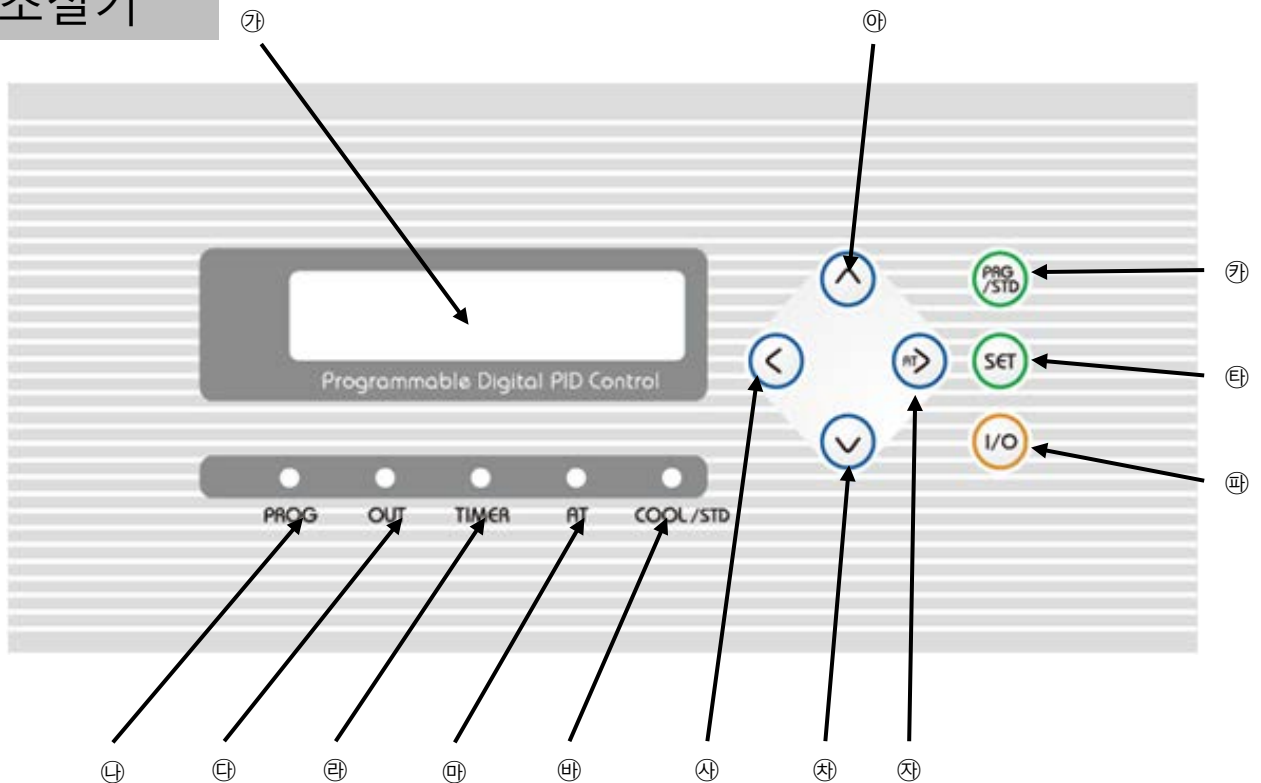 조절기
㉮
㉵
PRG
/STD
㉸
Programmable Digital PID Control
AT
SET
㉹
I/O
㉺
PROG OUT TIMER AT COOL/STD
㉯ ㉰ ㉱ ㉲ ㉳ ㉴ ㉷ ㉶